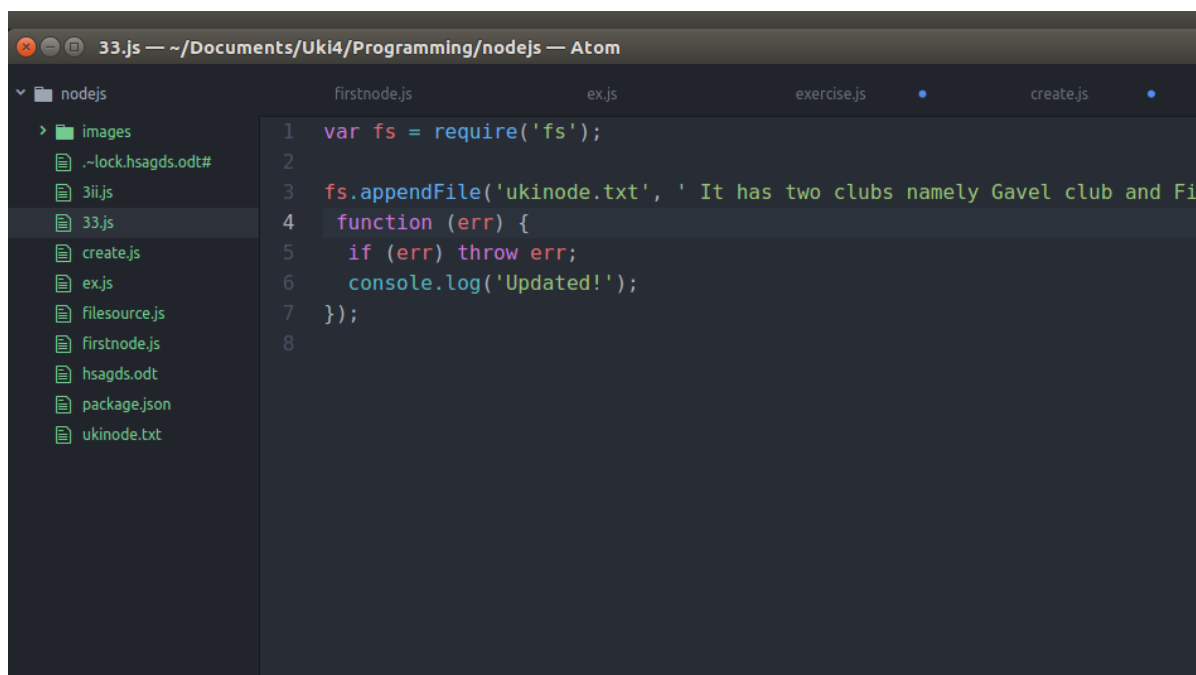 33.js — ~/Documents/Uki4/Programming/nodejs — Atom
nodejs
images
.~lock.hsagds.odt#
3ii.js
33.js
create.js
ex.js
filesource.js
firstnode.js
hsagds.odt
package.json
ukinode.txt
firstnode.js ex.js exercise.js create.js
1 var fs = require('fs');
2
3 fs.appendFile('ukinode.txt', ' It has two clubs namely Gavel club and Fi
4 function (err) {
5 if (err) throw err;
6 console.log('Updated!');
7 });
8